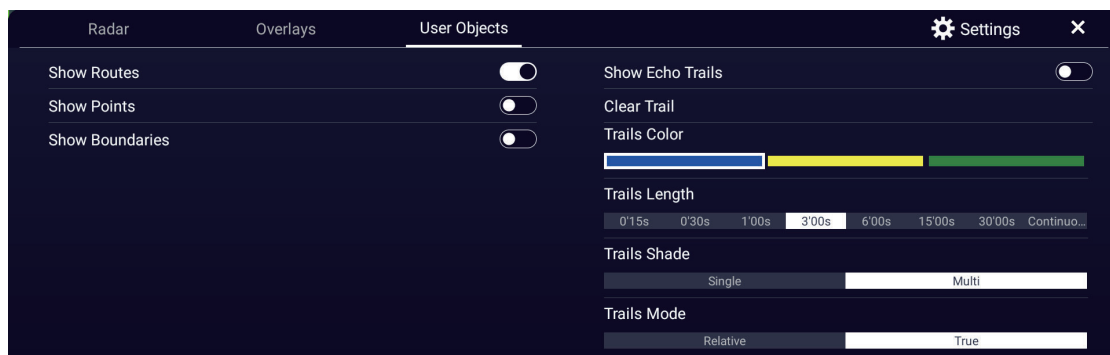 Radar Overlays User Objects Settings
Show Routes
Show Points
Show Boundaries
Show Echo Trails
Clear Trail
Trails Color
Trails Length
0'15s 0'30s 1'00s 3'00s 6'00s 15'00s 30'00s Continuo...
Trails Shade
Single Multi
Trails Mode
Relative True